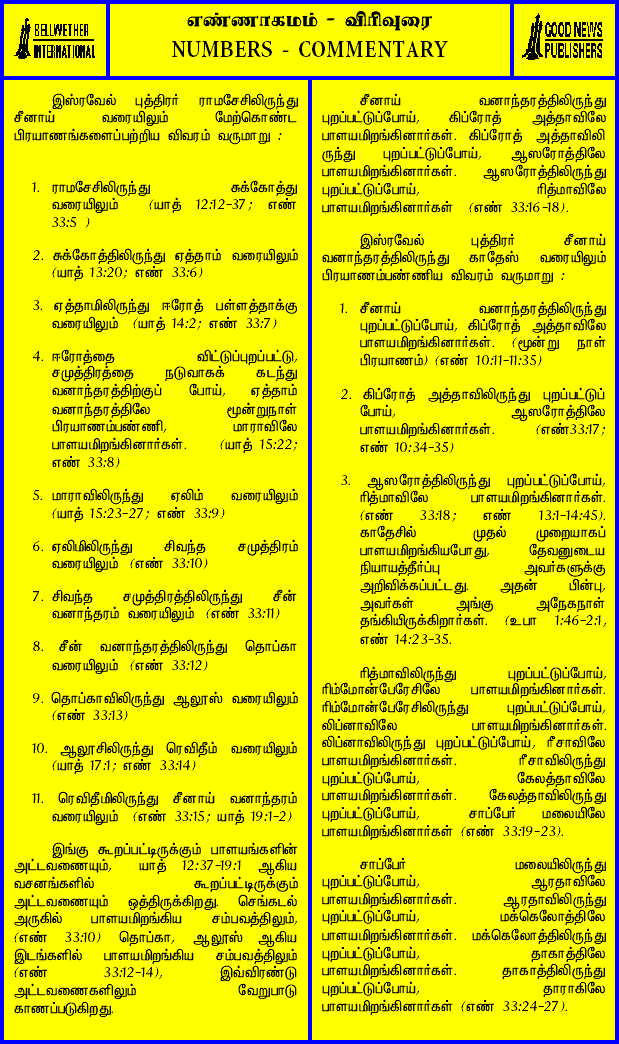 BELLWETHER
INTERNATIONAL
எண்ணாகமம் - விரிவுரை
NUMBERS - COMMENTARY
GOOD NEWS
PUBLISHERS
இஸ்ரவேல் புத்திரர் ராமசேசிலிருந்து
சீனாய் வரையிலும் மேற்கொண்ட
பிரயாணங்களைப்பற்றிய விவரம் வருமாறு :
1. ராமசேசிலிருந்து சுக்கோத்து
வரையிலும் (யாத் 12:12-37; எண்
33:5 )
2. சுக்கோத்திலிருந்து ஏத்தாம் வரையிலும்
(யாத் 13:20; எண் 33:6)
3. ஏத்தாமிலிருந்து ஈரோத் பள்ளத்தாக்கு
வரையிலும் (யாத் 14:2; எண் 33:7)
4. ஈரோத்தை விட்டுப்புறப்பட்டு,
சமுத்திரத்தை நடுவாகக் கடந்து
வனாந்தரத்திற்குப் போய், ஏத்தாம்
வனாந்தரத்திலே மூன்றுநாள்
பிரயாணம்பண்ணி, மாராவிலே
பாளயமிறங்கினார்கள். (யாத் 15:22;
எண் 33:8)
5. மாராவிலிருந்து ஏலிம் வரையிலும்
(யாத் 15:23-27; எண் 33:9)
6. ஏலிமிலிருந்து சிவந்த சமுத்திரம்
வரையிலும் (எண் 33:10)
7. சிவந்த சமுத்திரத்திலிருந்து சீன்
வனாந்தரம் வரையிலும் (எண் 33:11)
8. சீன் வனாந்தரத்திலிருந்து தொப்கா
வரையிலும் (எண் 33:12)
9. தொப்காவிலிருந்து ஆலூஸ் வரையிலும்
(எண் 33:13)
10. ஆலூசிலிருந்து ரெவிதீம் வரையிலும்
(யாத் 17:1; எண் 33:14)
11. ரெவிதீமிலிருந்து சீனாய் வனாந்தரம்
வரையிலும் (எண் 33:15; யாத் 19:1-2)
இங்கு கூறப்பட்டிருக்கும் பாளயங்களின்
அட்டவணையும், யாத் 12:37-19:1 ஆகிய
வசனங்களில் கூறப்பட்டிருக்கும்
அட்டவணையும் ஒத்திருக்கிறது. செங்கடல்
அருகில் பாளயமிறங்கிய சம்பவத்திலும்,
(எண் 33:10) தொப்கா, ஆலூஸ் ஆகிய
இடங்களில் பாளயமிறங்கிய சம்பவத்திலும்
(எண் 33:12-14), இவ்விரண்டு
அட்டவணைகளிலும் வேறுபாடு
காணப்படுகிறது.
சீனாய் வனாந்தரத்திலிருந்து
புறப்பட்டுப்போய், கிப்ரோத் அத்தாவிலே
பாளயமிறங்கினார்கள். கிப்ரோத் அத்தாவிலி
ருந்து புறப்பட்டுப்போய், ஆஸரோத்திலே
பாளயமிறங்கினார்கள். ஆஸரோத்திலிருந்து
புறப்பட்டுப்போய், ரித்மாவிலே
பாளயமிறங்கினார்கள் (எண் 33:16-18).
இஸ்ரவேல் புத்திரர் சீனாய்
வனாந்தரத்திலிருந்து காதேஸ் வரையிலும்
பிரயாணம்பண்ணிய விவரம் வருமாறு :
1. சீனாய் வனாந்தரத்திலிருந்து
புறப்பட்டுப்போய், கிப்ரோத் அத்தாவிலே
பாளயமிறங்கினார்கள். (மூன்று நாள்
பிரயாணம்) (எண் 10:11-11:35)
2. கிப்ரோத் அத்தாவிலிருந்து புறப்பட்டுப்
போய், ஆஸரோத்திலே
பாளயமிறங்கினார்கள். (எண்33:17;
எண் 10:34-35)
3. ஆஸரோத்திலிருந்து புறப்பட்டுப்போய்,
ரித்மாவிலே பாளயமிறங்கினார்கள்.
(எண் 33:18; எண் 13:1-14:45).
காதேசில் முதல் முறையாகப்
பாளயமிறங்கியபோது, தேவனுடைய
நியாயத்தீர்ப்பு அவர்களுக்கு
அறிவிக்கப்பட்டது. அதன் பின்பு,
அவர்கள் அங்கு அநேகநாள்
தங்கியிருக்கிறார்கள். (உபா 1:46-2:1,
எண் 14:23-35.
ரித்மாவிலிருந்து புறப்பட்டுப்போய்,
ரிம்மோன்பேரேசிலே பாளயமிறங்கினார்கள்.
ரிம்மோன்பேரேசிலிருந்து புறப்பட்டுப்போய்,
லிப்னாவிலே பாளயமிறங்கினார்கள்.
லிப்னாவிலிருந்து புறப்பட்டுப்போய், ரீசாவிலே
பாளயமிறங்கினார்கள். ரீசாவிலிருந்து
புறப்பட்டுப்போய், கேலத்தாவிலே
பாளயமிறங்கினார்கள். கேலத்தாவிலிருந்து
புறப்பட்டுப்போய், சாப்பேர் மலையிலே
பாளயமிறங்கினார்கள் (எண் 33:19-23).
சாப்பேர் மலையிலிருந்து
புறப்பட்டுப்போய், ஆரதாவிலே
பாளயமிறங்கினார்கள். ஆரதாவிலிருந்து
புறப்பட்டுப்போய், மக்கெலோத்திலே
பாளயமிறங்கினார்கள். மக்கெலோத்திலிருந்து
புறப்பட்டுப்போய், தாகாத்திலே
பாளயமிறங்கினார்கள். தாகாத்திலிருந்து
புறப்பட்டுப்போய், தாராகிலே
பாளயமிறங்கினார்கள் (எண் 33:24-27).